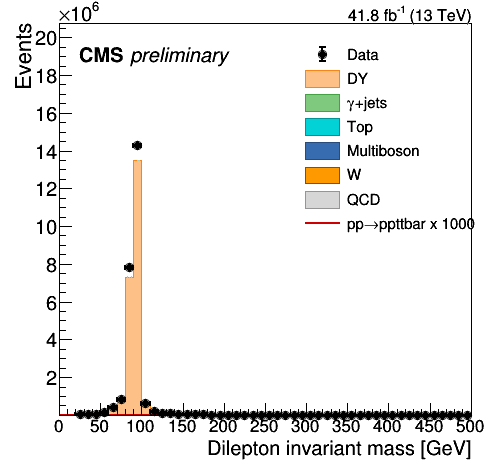 ×10⁶
41.8 fb⁻¹ (13 TeV)
Events
CMS preliminary
Data
DY
γ+jets
Top
Multiboson
W
QCD
pp→ppttbar x 1000
20
18
16
14
12
10
8
6
4
2
0 50 100 150 200 250 300 350 400 450 500
Dilepton invariant mass [GeV]